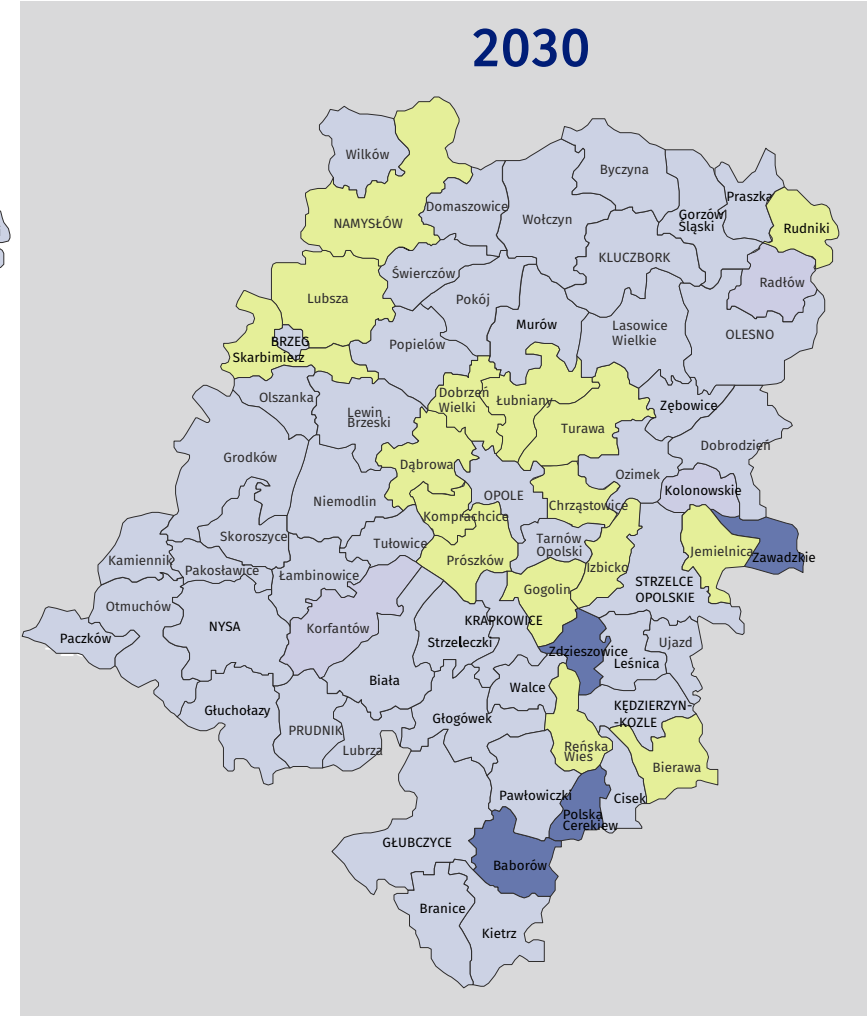 2030
Wilków
Byczyna
Praszka
NAMYSŁÓW
Domaszowice
Wołczyn
Gorzów
Śląski
Rudniki
KLUCZBORK
Świerczów
Radłów
Lubsza
Pokój
Murów
Lasowice
Wielkie
OLESNO
BRZEG
Skarbimierz
Popielów
Olszanka
Dobrzeń
Wielki
Łubniany
Zębowice
Lewin
Brzeski
Turawa
Dobrodzień
Grodków
Dąbrowa
Ozimek
Niemodlin
OPOLE
Kolonowskie
Chrząstowice
Komprachcice
Skoroszyce
Tułowice
Tarnów
Opolski
Jemielnica
Zawadzkie
Kamiennik
Pakosławice
Łambinowice
Prószków
Izbicko
STRZELCE
OPOLSKIE
Gogolin
Otmuchów
NYSA
Korfantów
KRAPKOWICE
Paczków
Strzeleczki
Zdzieszowice
Ujazd
Leśnica
Biała
Walce
Głuchołazy
Głogówek
KĘDZIERZYN-
-KOZLE
PRUDNIK
Lubrza
Reńska
Wieś
Bierawa
Pawłowiczki
Cisek
Polska
Cerekiew
GŁUBCZYCE
Baborów
Branice
Kietrz